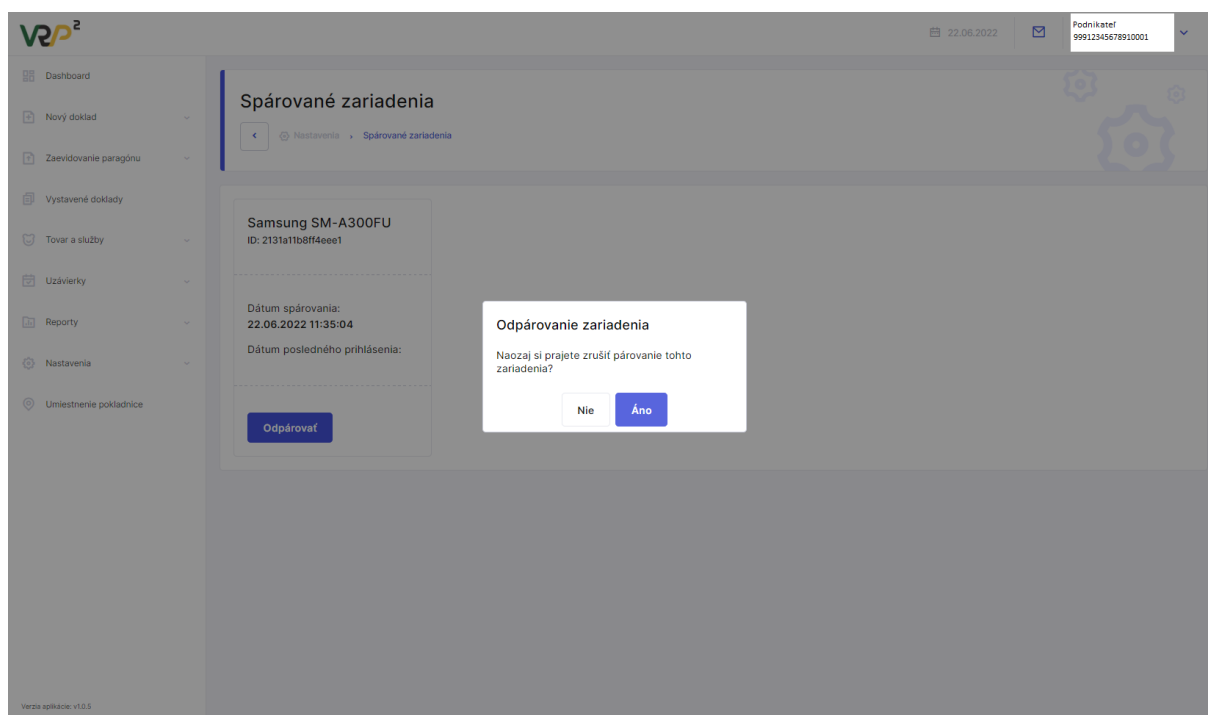 VRP²
22.06.2022
Podnikateľ
99912345678910001
Dashboard
Nový doklad
Zaevidovanie paragónu
Vystavené doklady
Tovar a služby
Uzávierky
Reporty
Nastavenia
Umiestnenie pokladnice
Verzia aplikácie: v1.0.5
Spárované zariadenia
Nastavenia › Spárované zariadenia
Samsung SM-A300FU
ID: 2131a11b8ff4eee1
Dátum spárovania:
22.06.2022 11:35:04
Dátum posledného prihlásenia:
Odpárovať
Odpárovanie zariadenia
Naozaj si prajete zrušiť párovanie tohto
zariadenia?
Nie
Áno